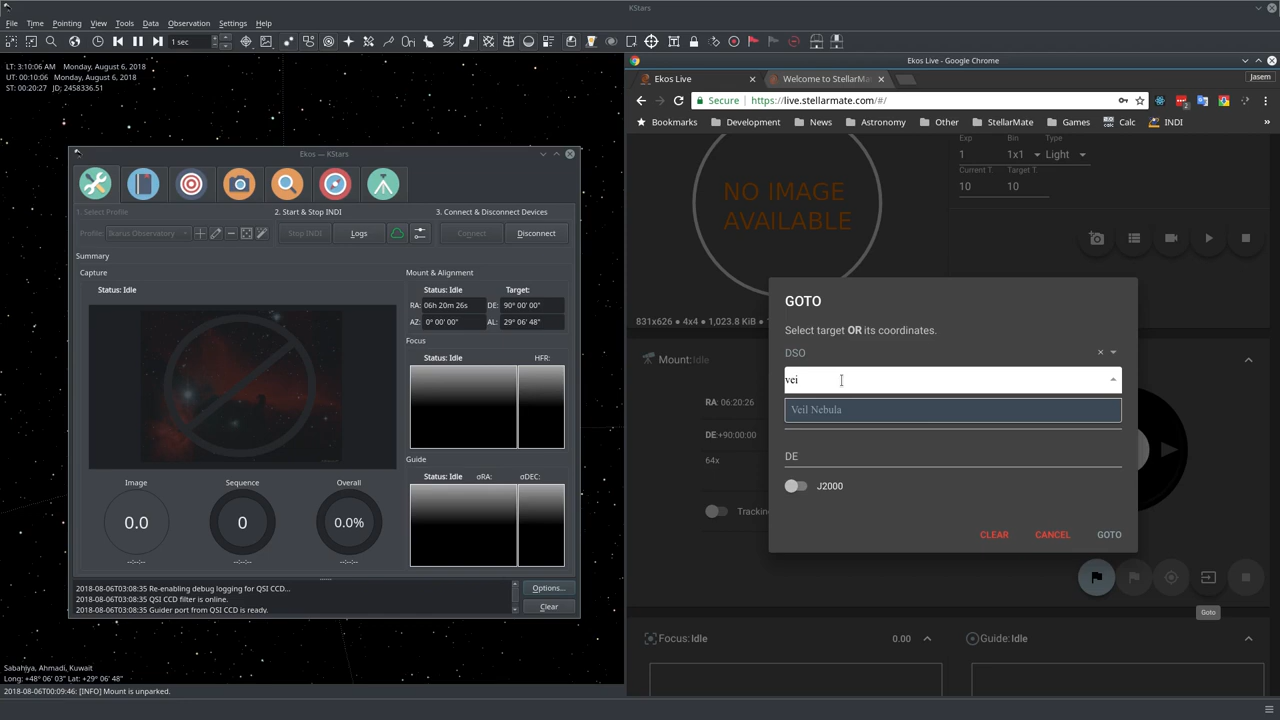 KStars
File Time Pointing View Tools Data Observation Settings Help
1 sec
LT: 3:10:06 AM Monday, August 6, 2018
UT: 00:10:06 Monday, August 6, 2018
ST: 00:20:27 JD: 2458336.51
Ekos — KStars
1. Select Profile
2. Start & Stop INDI
3. Connect & Disconnect Devices
Profile: Ikarus Observatory
Stop INDI
Logs
Connect
Disconnect
Summary
Capture
Status: Idle
Mount & Alignment
Status: Idle
Target:
RA: 06h 20m 26s DE: 90° 00' 00"
AZ: 0° 00' 00" AL: 29° 06' 48"
Focus
Status: Idle
HFR:
Guide
Status: Idle σRA: σDEC:
Image
Sequence
Overall
0.0
0
0.0%
--:--:--
--:--:--
--:--:--
2018-08-06T03:08:35 Re-enabling debug logging for QSI CCD...
2018-08-06T03:08:35 QSI CCD filter is online.
2018-08-06T03:08:35 Guider port from QSI CCD is ready.
Options...
Clear
Sabahiya, Ahmadi, Kuwait
Long: +48° 06' 03" Lat: +29° 06' 48"
2018-08-06T00:09:46: [INFO] Mount is unparked.
Ekos Live - Google Chrome
Ekos Live
Welcome to StellarMa
Jasem
Secure https://live.stellarmate.com/#/
Bookmarks Development News Astronomy Other StellarMate Games Calc INDI »
NO IMAGE
AVAILABLE
Exp Bin Type
1 1x1 Light
Current T. Target T.
10 10
831x626 • 4x4 • 1,023.8 KiB •
Mount: Idle
RA: 06:20:26
DE:+90:00:00
64x
GOTO
Select target OR its coordinates.
DSO
vei
Veil Nebula
DE
J2000
CLEAR
CANCEL
GOTO
Goto
Focus: Idle
0.00
Guide: Idle